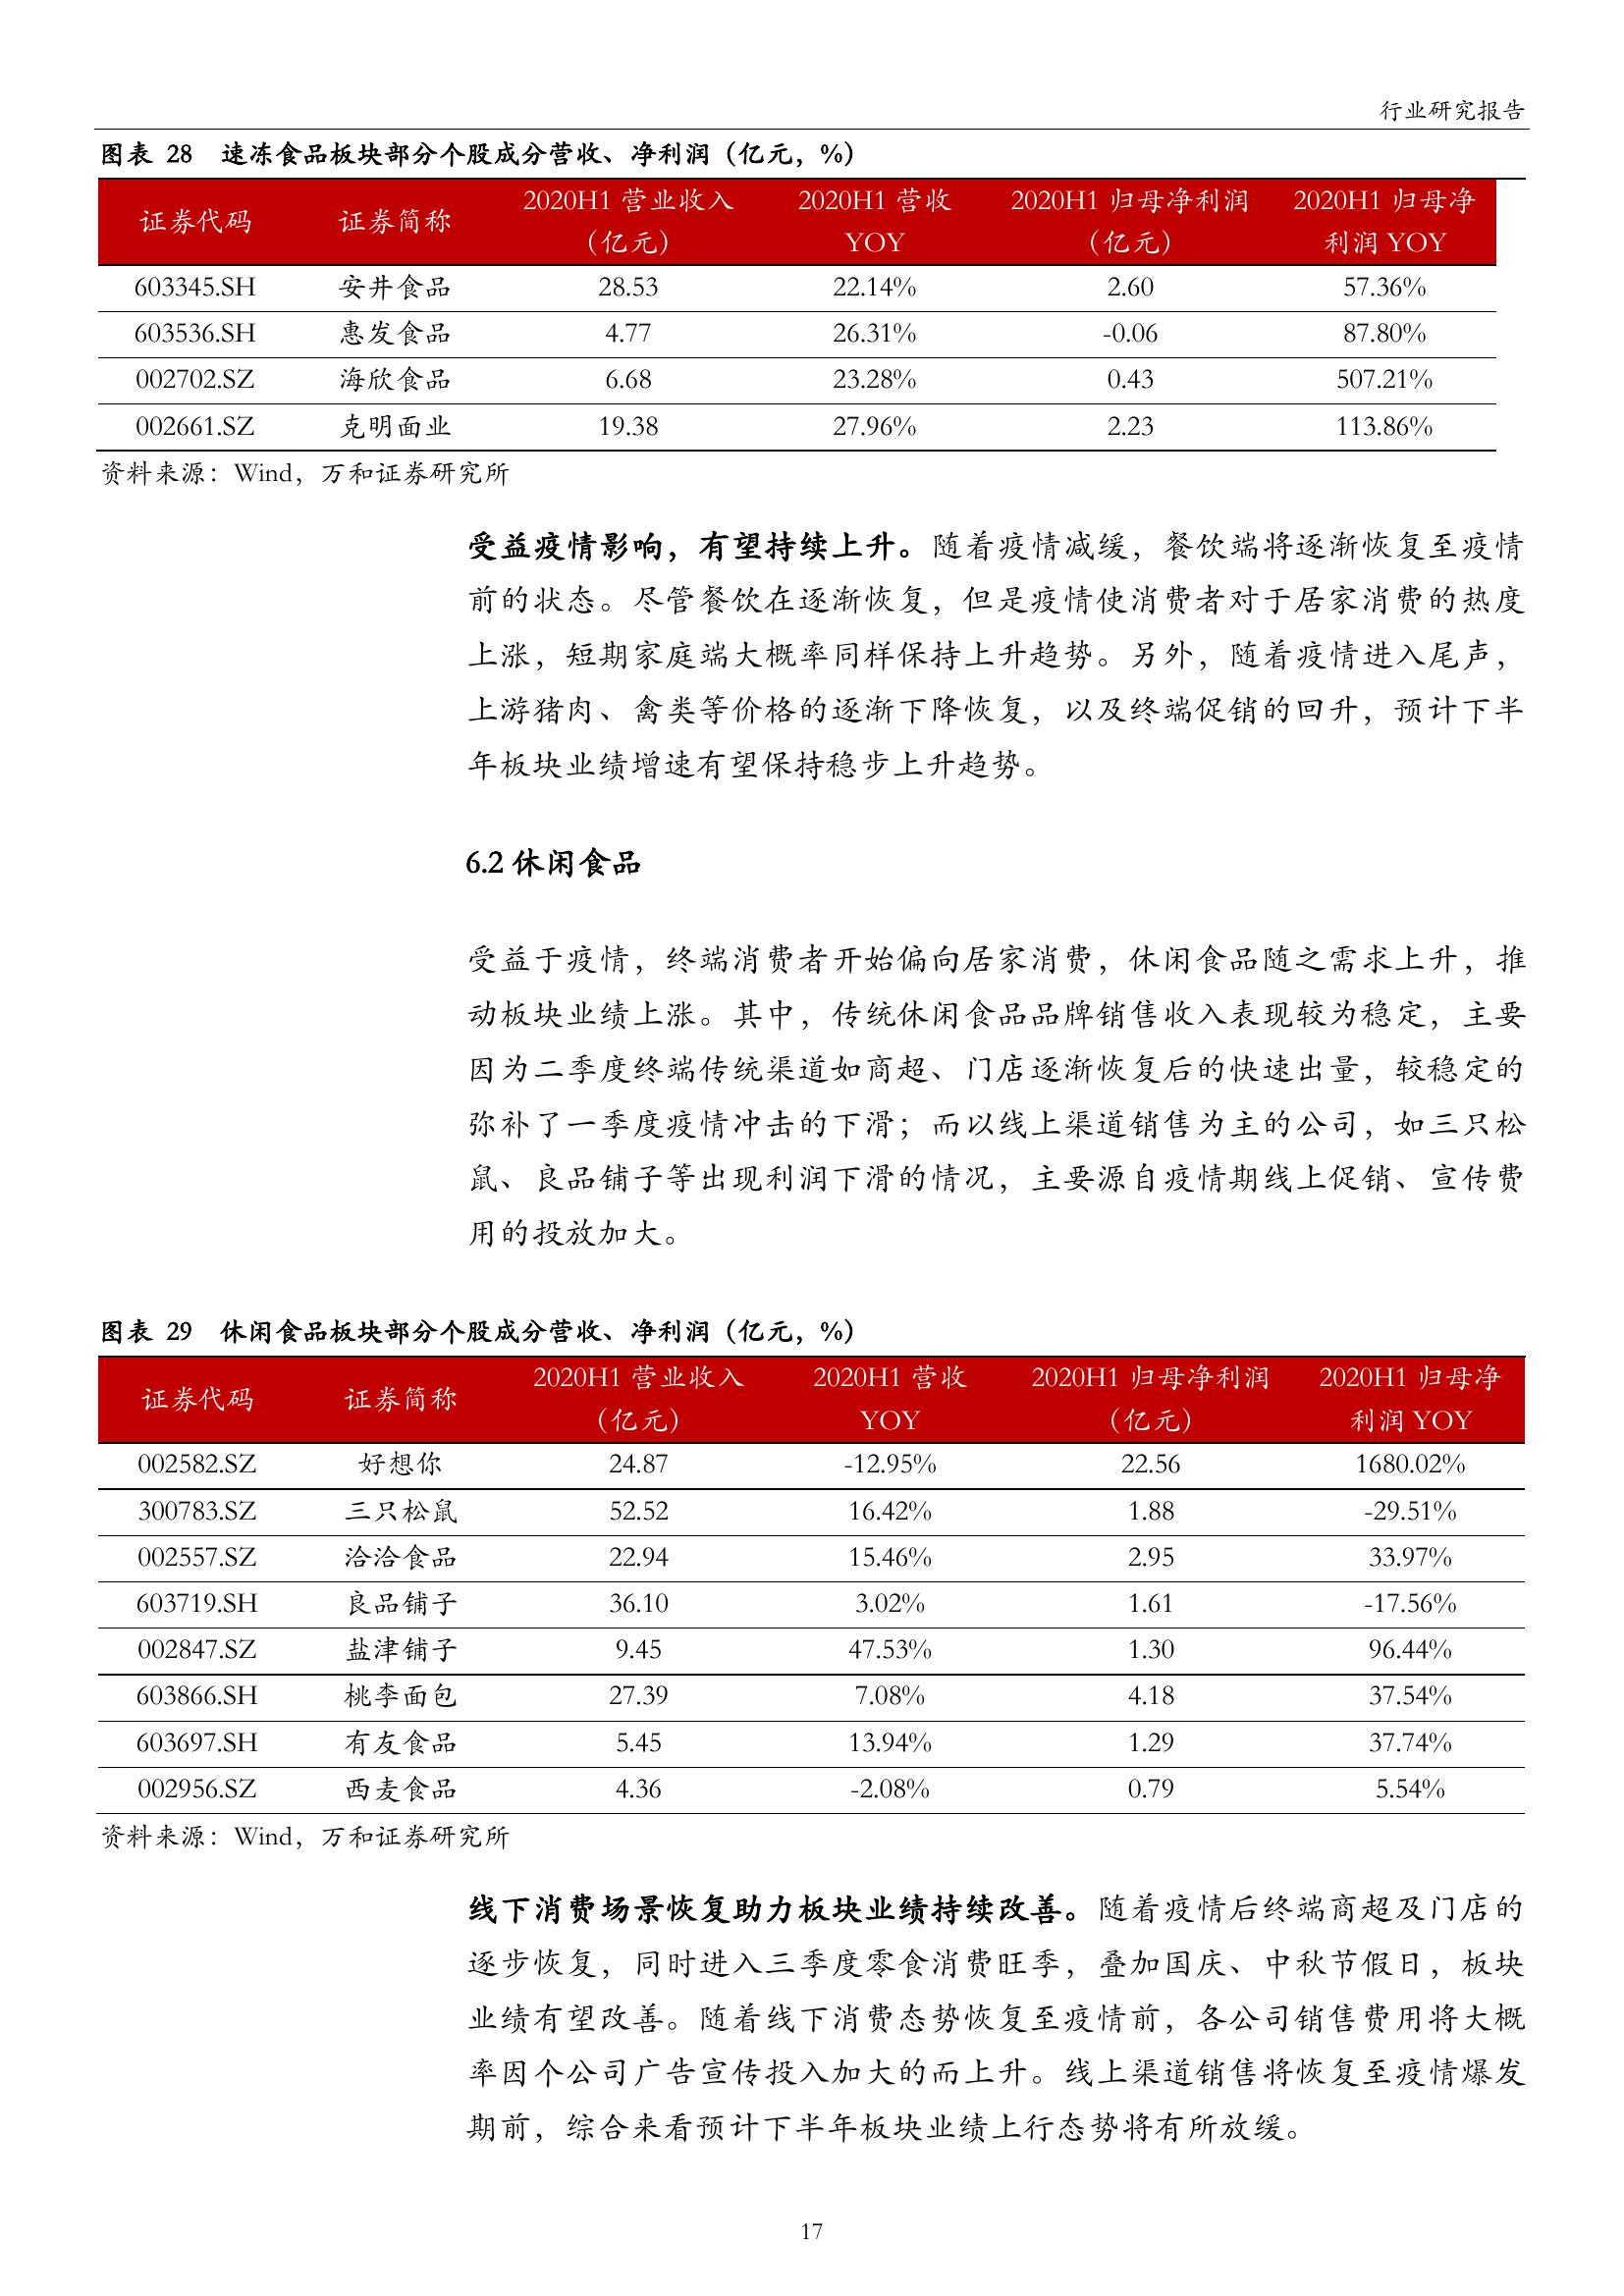 行业研究报告
图表 28 速冻食品板块部分个股成分营收、净利润（亿元，%）
证券代码 证券简称 2020H1 营业收入（亿元） 2020H1 营收 YOY 2020H1 归母净利润（亿元） 2020H1 归母净利润 YOY
603345.SH 安井食品 28.53 22.14% 2.60 57.36%
603536.SH 惠发食品 4.77 26.31% -0.06 87.80%
002702.SZ 海欣食品 6.68 23.28% 0.43 507.21%
002661.SZ 克明面业 19.38 27.96% 2.23 113.86%
资料来源：Wind，万和证券研究所
受益疫情影响，有望持续上升。随着疫情减缓，餐饮端将逐渐恢复至疫情
前的状态。尽管餐饮在逐渐恢复，但是疫情使消费者对于居家消费的热度
上涨，短期家庭端大概率同样保持上升趋势。另外，随着疫情进入尾声，
上游猪肉、禽类等价格的逐渐下降恢复，以及终端促销的回升，预计下半
年板块业绩增速有望保持稳步上升趋势。
6.2 休闲食品
受益于疫情，终端消费者开始偏向居家消费，休闲食品随之需求上升，推
动板块业绩上涨。其中，传统休闲食品品牌销售收入表现较为稳定，主要
因为二季度终端传统渠道如商超、门店逐渐恢复后的快速出量，较稳定的
弥补了一季度疫情冲击的下滑；而以线上渠道销售为主的公司，如三只松
鼠、良品铺子等出现利润下滑的情况，主要源自疫情期线上促销、宣传费
用的投放加大。
图表 29 休闲食品板块部分个股成分营收、净利润（亿元，%）
证券代码 证券简称 2020H1 营业收入（亿元） 2020H1 营收 YOY 2020H1 归母净利润（亿元） 2020H1 归母净利润 YOY
002582.SZ 好想你 24.87 -12.95% 22.56 1680.02%
300783.SZ 三只松鼠 52.52 16.42% 1.88 -29.51%
002557.SZ 洽洽食品 22.94 15.46% 2.95 33.97%
603719.SH 良品铺子 36.10 3.02% 1.61 -17.56%
002847.SZ 盐津铺子 9.45 47.53% 1.30 96.44%
603866.SH 桃李面包 27.39 7.08% 4.18 37.54%
603697.SH 有友食品 5.45 13.94% 1.29 37.74%
002956.SZ 西麦食品 4.36 -2.08% 0.79 5.54%
资料来源：Wind，万和证券研究所
线下消费场景恢复助力板块业绩持续改善。随着疫情后终端商超及门店的
逐步恢复，同时进入三季度零食消费旺季，叠加国庆、中秋节假日，板块
业绩有望改善。随着线下消费态势恢复至疫情前，各公司销售费用将大概
率因个公司广告宣传投入加大的而上升。线上渠道销售将恢复至疫情爆发
期前，综合来看预计下半年板块业绩上行态势将有所放缓。
17